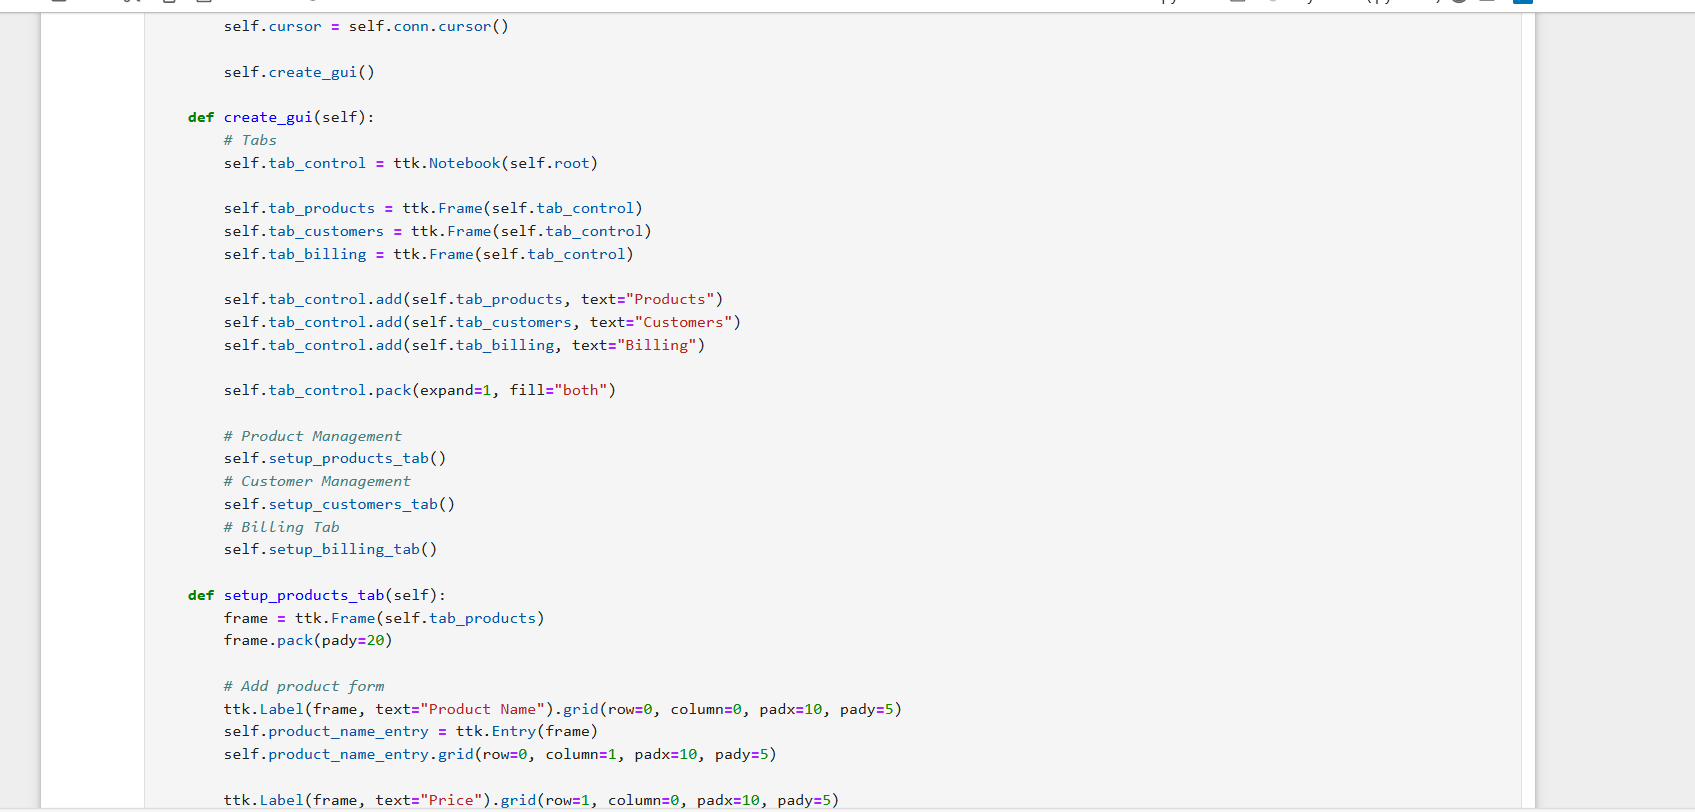 self.cursor = self.conn.cursor()
self.create_gui()
def create_gui(self):
# Tabs
self.tab_control = ttk.Notebook(self.root)
self.tab_products = ttk.Frame(self.tab_control)
self.tab_customers = ttk.Frame(self.tab_control)
self.tab_billing = ttk.Frame(self.tab_control)
self.tab_control.add(self.tab_products, text="Products")
self.tab_control.add(self.tab_customers, text="Customers")
self.tab_control.add(self.tab_billing, text="Billing")
self.tab_control.pack(expand=1, fill="both")
# Product Management
self.setup_products_tab()
# Customer Management
self.setup_customers_tab()
# Billing Tab
self.setup_billing_tab()
def setup_products_tab(self):
frame = ttk.Frame(self.tab_products)
frame.pack(pady=20)
# Add product form
ttk.Label(frame, text="Product Name").grid(row=0, column=0, padx=10, pady=5)
self.product_name_entry = ttk.Entry(frame)
self.product_name_entry.grid(row=0, column=1, padx=10, pady=5)
ttk.Label(frame, text="Price").grid(row=1, column=0, padx=10, pady=5)